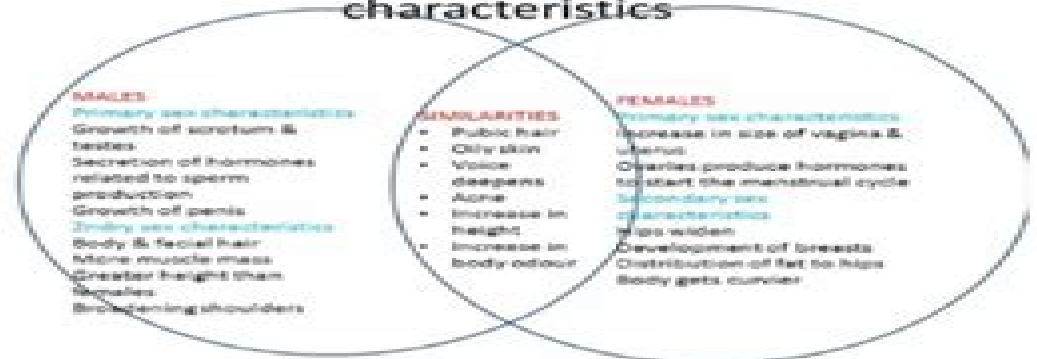 characteristics
MALES
Primary sex characteristics
Growth of scrotum &
testes
Secretion of hormones
related to sperm
production
Growth of penis
2ndry sex characteristics
Body & facial hair
More muscle mass
Greater height than
females
Broadening shoulders
SIMILARITIES
• Pubic hair
• Oily skin
• Voice
deepens
• Acne
• Increase in
height
• Increase in
body odour
FEMALES
Primary sex characteristics
Increase in size of vagina &
uterus
Ovaries produce hormones
to start the menstrual cycle
Secondary sex
characteristics
Hips widen
Development of breasts
Distribution of fat to hips
Body gets curvier